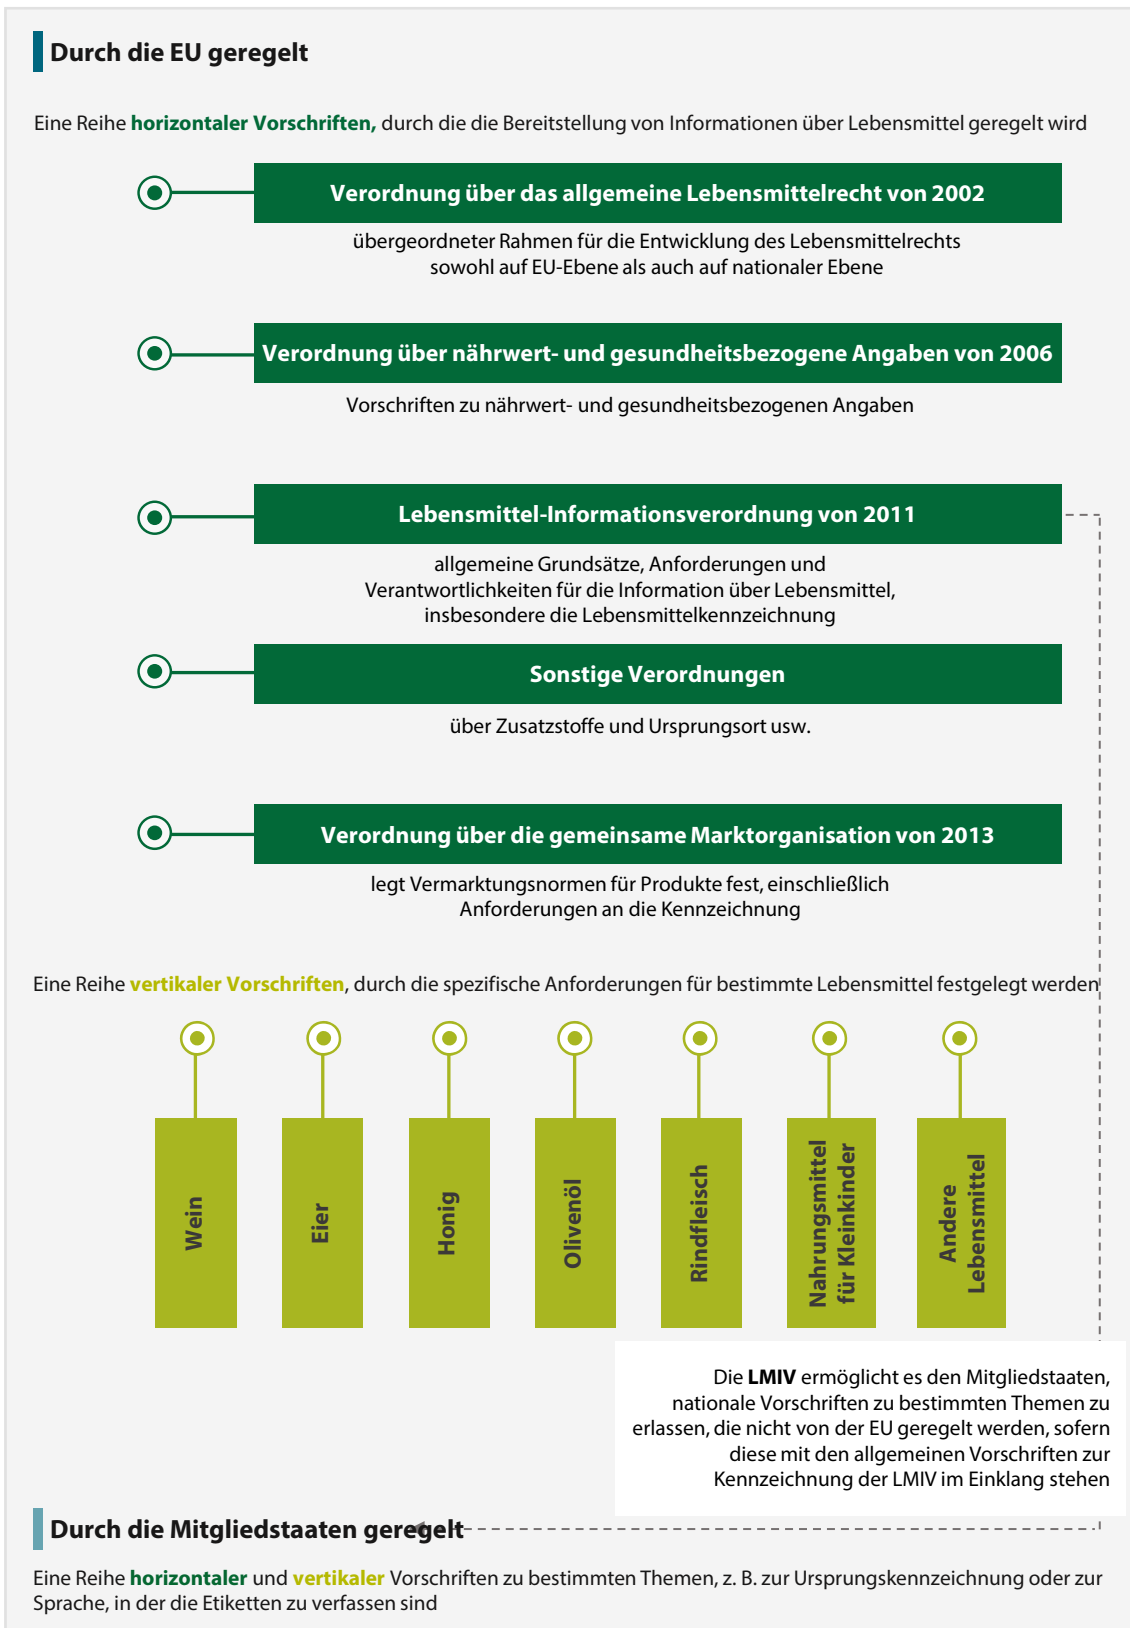 Durch die EU geregelt
Eine Reihe horizontaler Vorschriften, durch die die Bereitstellung von Informationen über Lebensmittel geregelt wird
Verordnung über das allgemeine Lebensmittelrecht von 2002
übergeordneter Rahmen für die Entwicklung des Lebensmittelrechts
sowohl auf EU-Ebene als auch auf nationaler Ebene
Verordnung über nährwert- und gesundheitsbezogene Angaben von 2006
Vorschriften zu nährwert- und gesundheitsbezogenen Angaben
Lebensmittel-Informationsverordnung von 2011
allgemeine Grundsätze, Anforderungen und
Verantwortlichkeiten für die Information über Lebensmittel,
insbesondere die Lebensmittelkennzeichnung
Sonstige Verordnungen
über Zusatzstoffe und Ursprungsort usw.
Verordnung über die gemeinsame Marktorganisation von 2013
legt Vermarktungsnormen für Produkte fest, einschließlich
Anforderungen an die Kennzeichnung
Eine Reihe vertikaler Vorschriften, durch die spezifische Anforderungen für bestimmte Lebensmittel festgelegt werden
Wein
Eier
Honig
Olivenöl
Rindfleisch
Nahrungsmittel
für Kleinkinder
Andere
Lebensmittel
Die LMIV ermöglicht es den Mitgliedstaaten,
nationale Vorschriften zu bestimmten Themen zu
erlassen, die nicht von der EU geregelt werden, sofern
diese mit den allgemeinen Vorschriften zur
Kennzeichnung der LMIV im Einklang stehen
Durch die Mitgliedstaaten geregelt
Eine Reihe horizontaler und vertikaler Vorschriften zu bestimmten Themen, z. B. zur Ursprungskennzeichnung oder zur
Sprache, in der die Etiketten zu verfassen sind